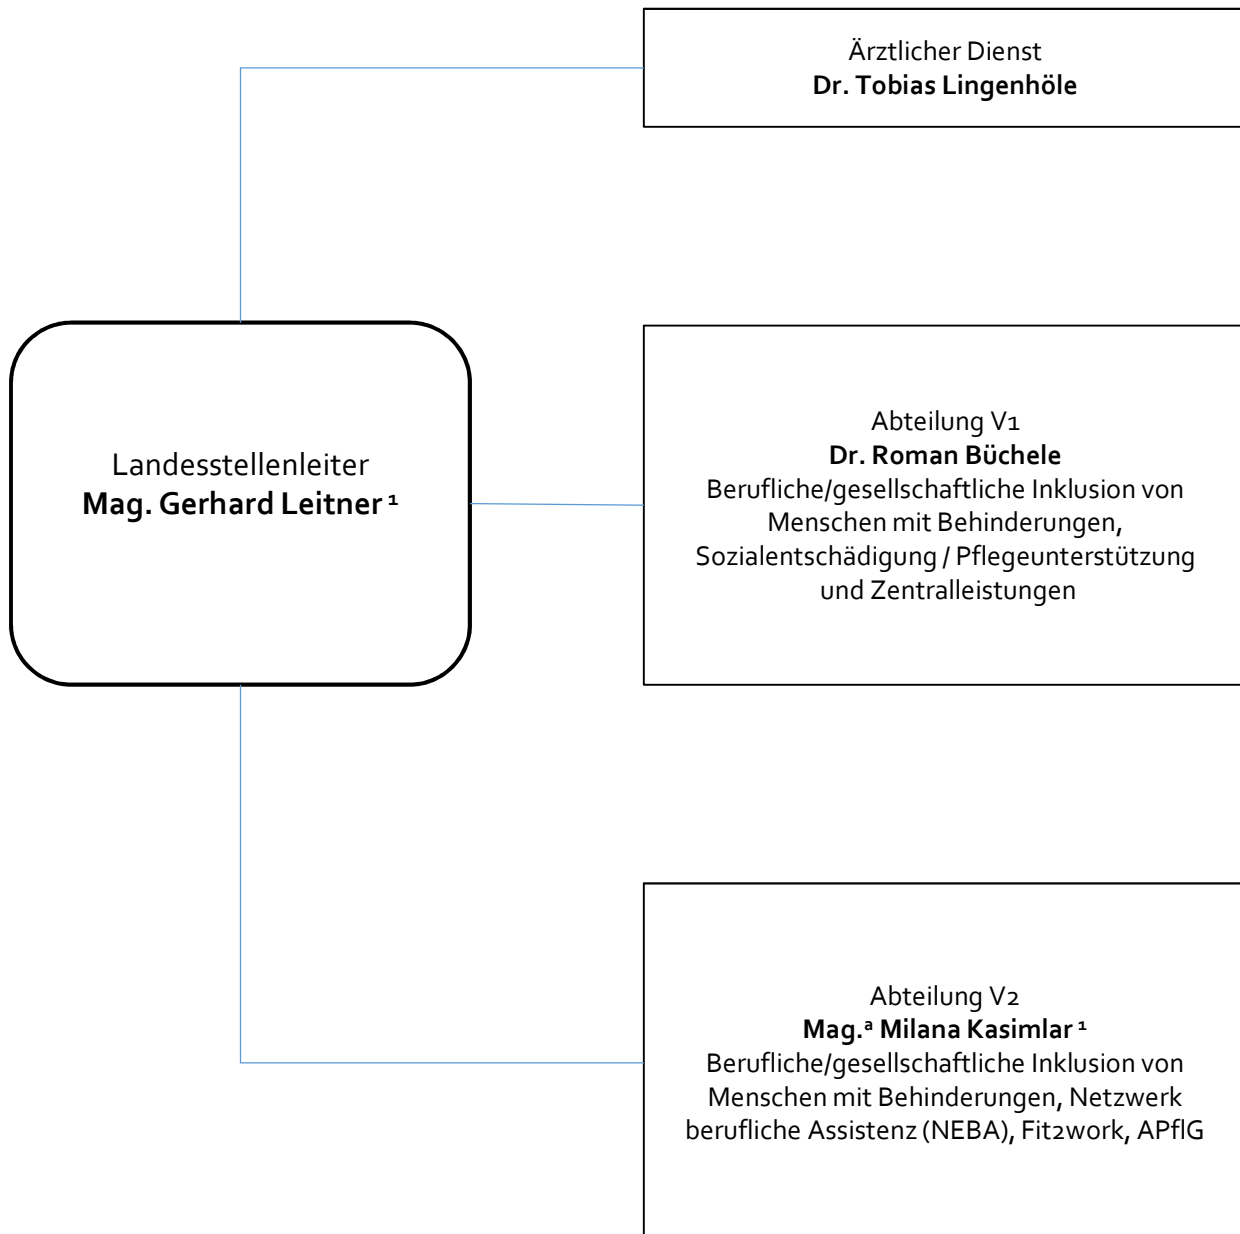 Ärztlicher Dienst
Dr. Tobias Lingenhöle
Landesstellenleiter
Mag. Gerhard Leitner ¹
Abteilung V1
Dr. Roman Büchele
Berufliche/gesellschaftliche Inklusion von
Menschen mit Behinderungen,
Sozialentschädigung / Pflegeunterstützung
und Zentralleistungen
Abteilung V2
Mag.ª Milana Kasimlar ¹
Berufliche/gesellschaftliche Inklusion von
Menschen mit Behinderungen, Netzwerk
berufliche Assistenz (NEBA), Fit2work, APflG